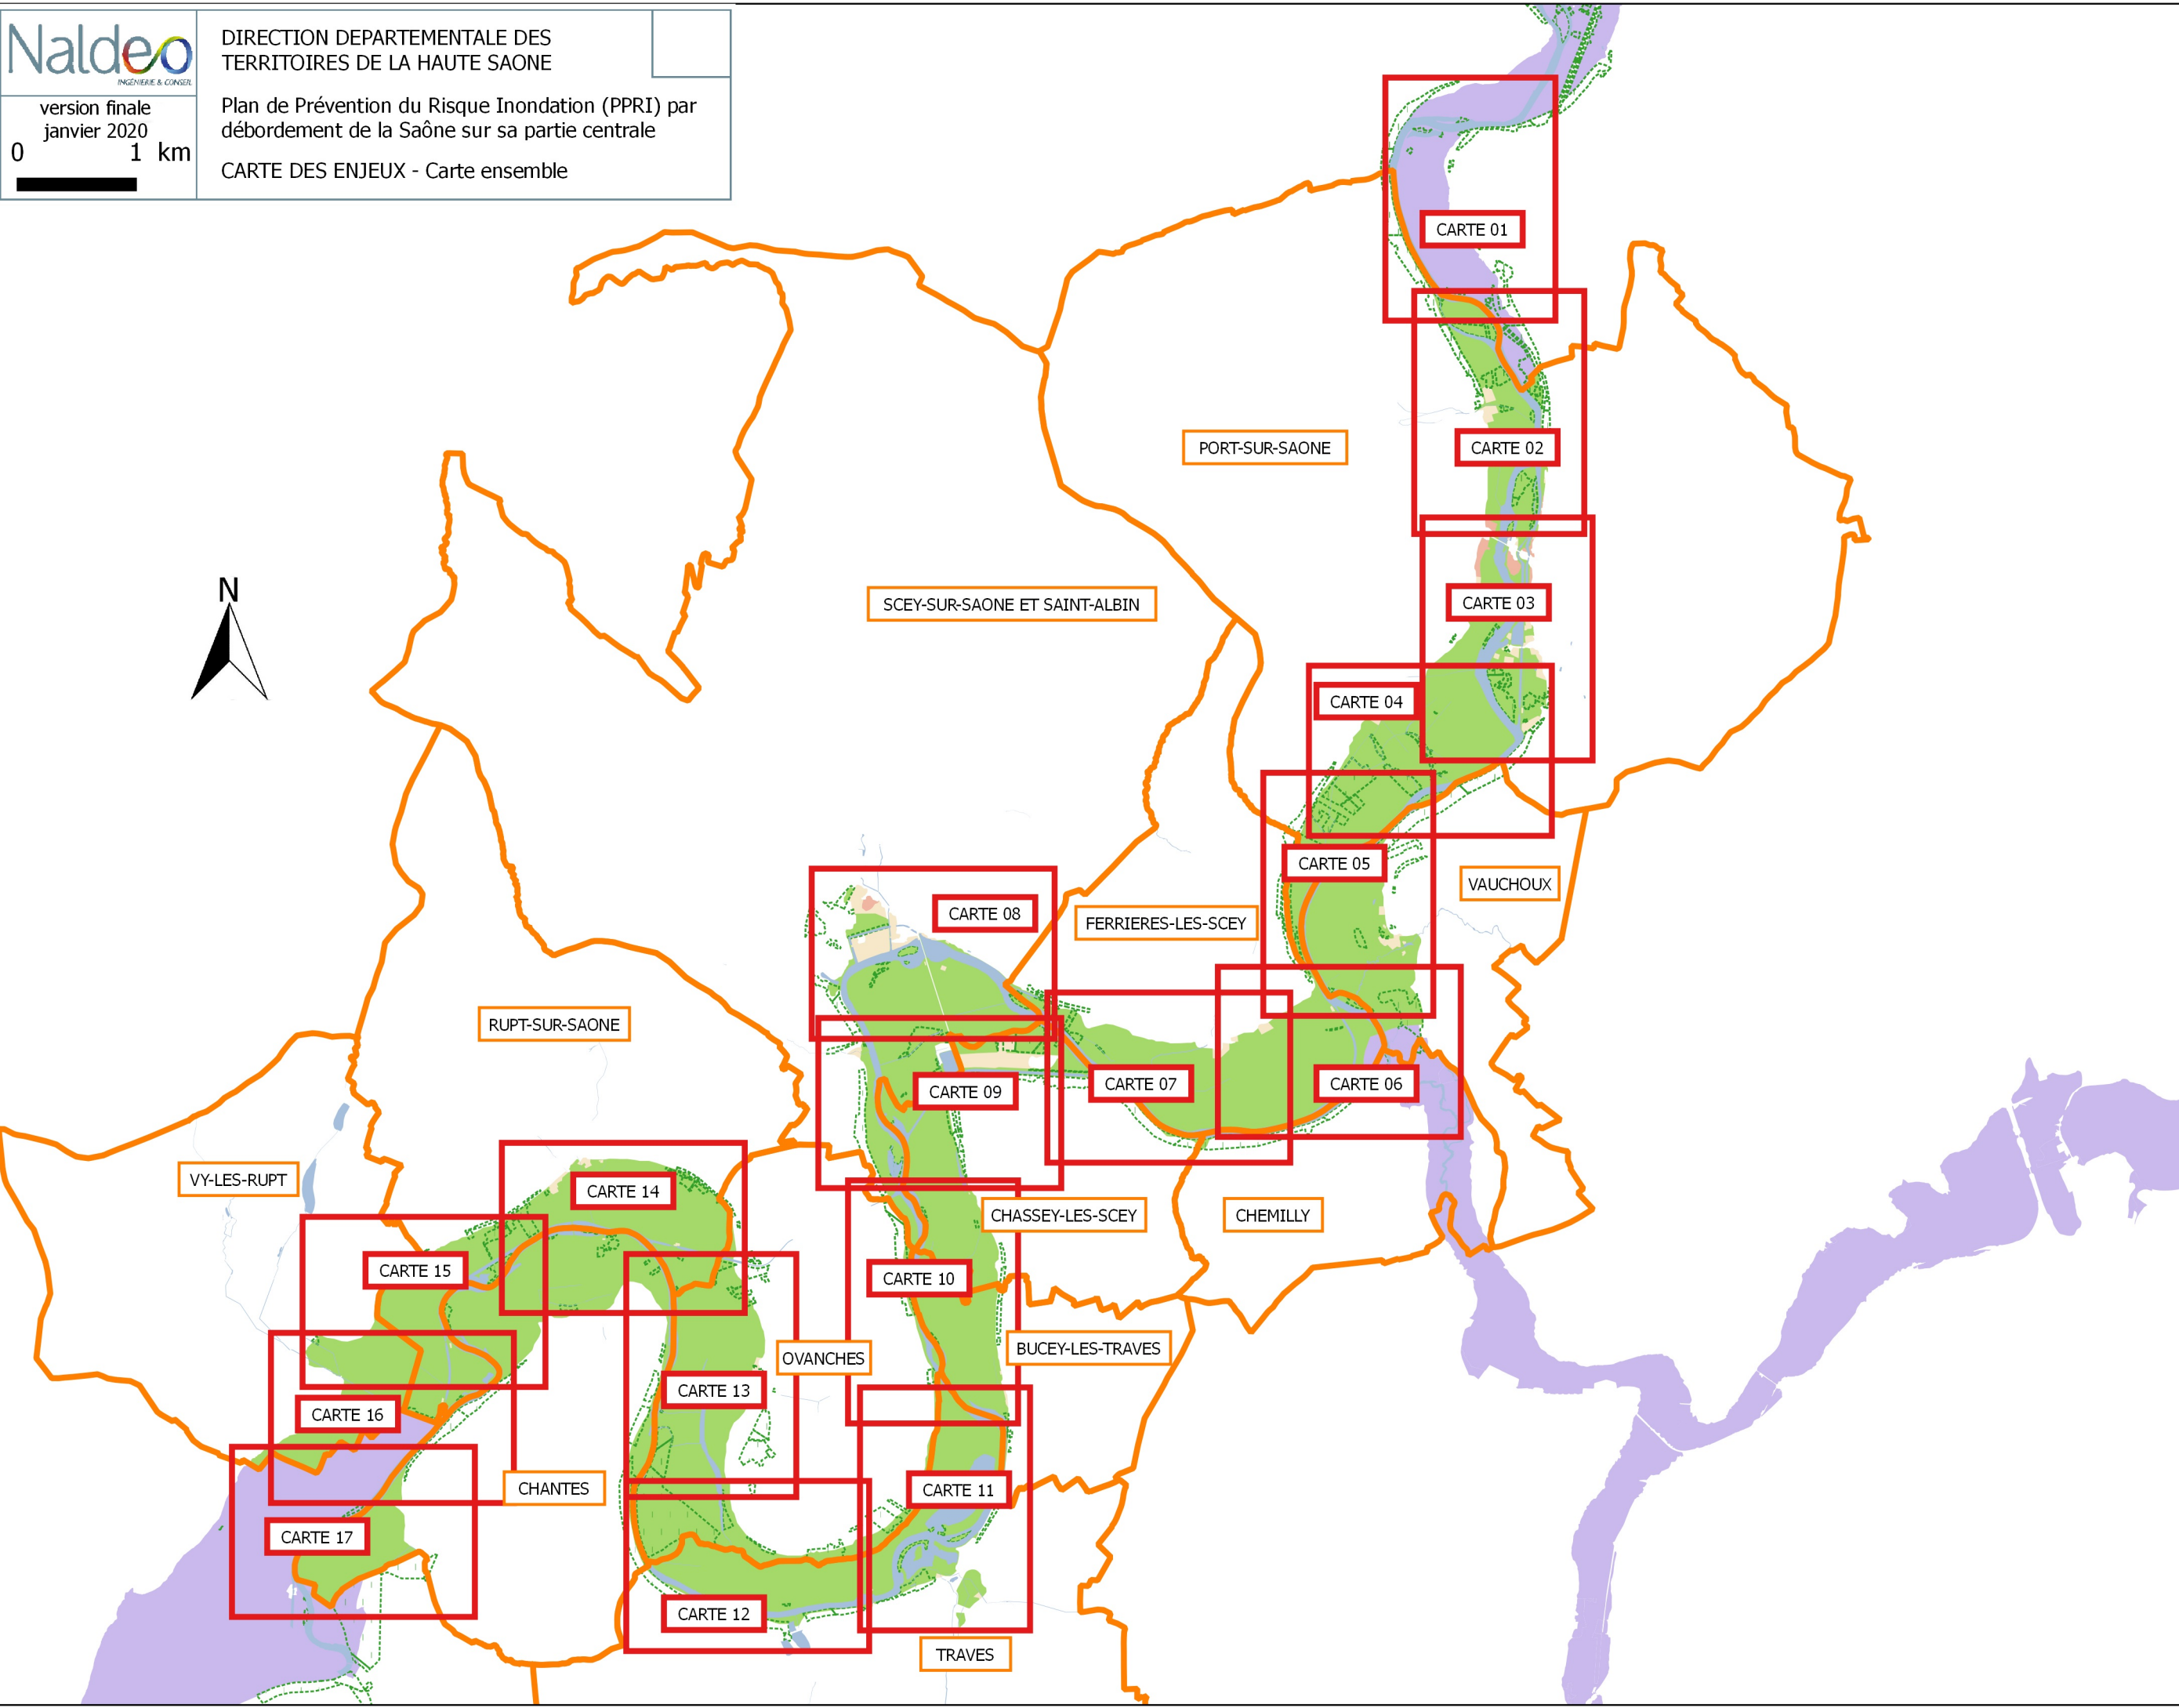 Naldeo
INGÉNIERIE & CONSEIL
version finale
janvier 2020
0 1 km
DIRECTION DEPARTEMENTALE DES
TERRITOIRES DE LA HAUTE SAONE
Plan de Prévention du Risque Inondation (PPRI) par
débordement de la Saône sur sa partie centrale
CARTE DES ENJEUX - Carte ensemble
CARTE 01
PORT-SUR-SAONE
CARTE 02
N
SCEY-SUR-SAONE ET SAINT-ALBIN
CARTE 03
CARTE 04
CARTE 05
VAUCHOUX
CARTE 08
FERRIERES-LES-SCEY
RUPT-SUR-SAONE
CARTE 09
CARTE 07
CARTE 06
VY-LES-RUPT
CARTE 14
CHASSEY-LES-SCEY
CHEMILLY
CARTE 15
CARTE 10
OVANCHES
BUCEY-LES-TRAVES
CARTE 13
CARTE 16
CHANTES
CARTE 11
CARTE 17
CARTE 12
TRAVES